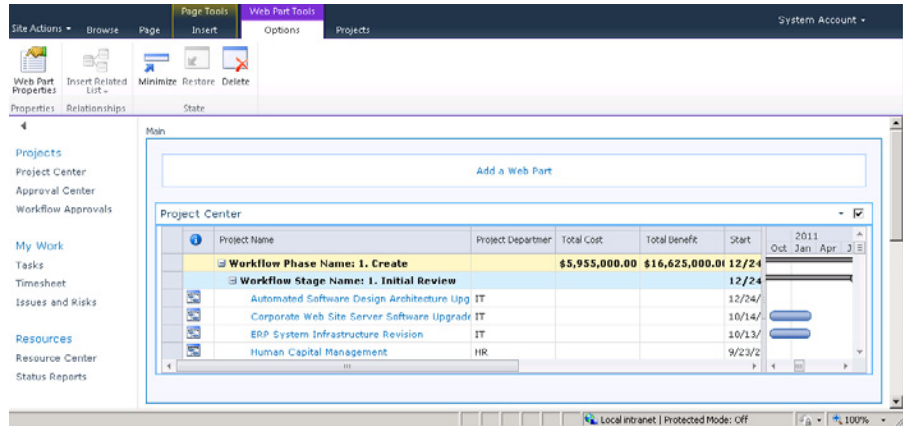 Page Tools Web Part Tools
System Account
Site Actions Browse Page Insert Options Projects
Web Part Properties
Insert Related List
Minimize Restore Delete
Properties Relationships State
Main
Projects
Project Center
Approval Center
Workflow Approvals
My Work
Tasks
Timesheet
Issues and Risks
Resources
Resource Center
Status Reports
Add a Web Part
Project Center
Project Name Project Departmer Total Cost Total Benefit Start 2011
Oct Jan Apr J
Workflow Phase Name: 1. Create $5,955,000.00 $16,625,000.0 12/24
Workflow Stage Name: 1. Initial Review 12/24
Automated Software Design Architecture Upg IT 12/24/
Corporate Web Site Server Software Upgrade IT 10/14/
ERP System Infrastructure Revision IT 10/13/
Human Capital Management HR 9/23/2
Local intranet | Protected Mode: Off 100%